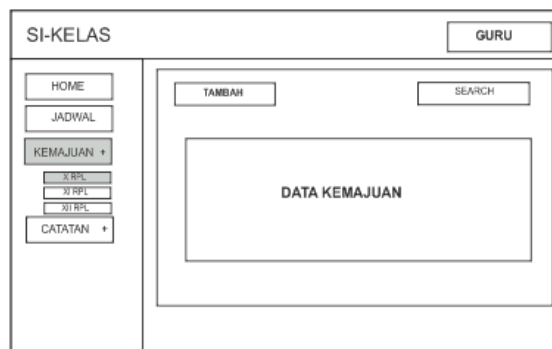 SI-KELAS
GURU
HOME
JADWAL
KEMAJUAN +
X RPL
XI RPL
XII RPL
CATATAN +
TAMBAH
SEARCH
DATA KEMAJUAN